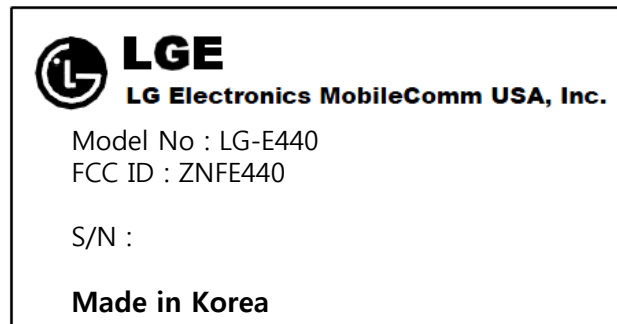 LGE
LG Electronics MobileComm USA, Inc.
Model No : LG-E440
FCC ID : ZNFE440
S/N :
Made in Korea